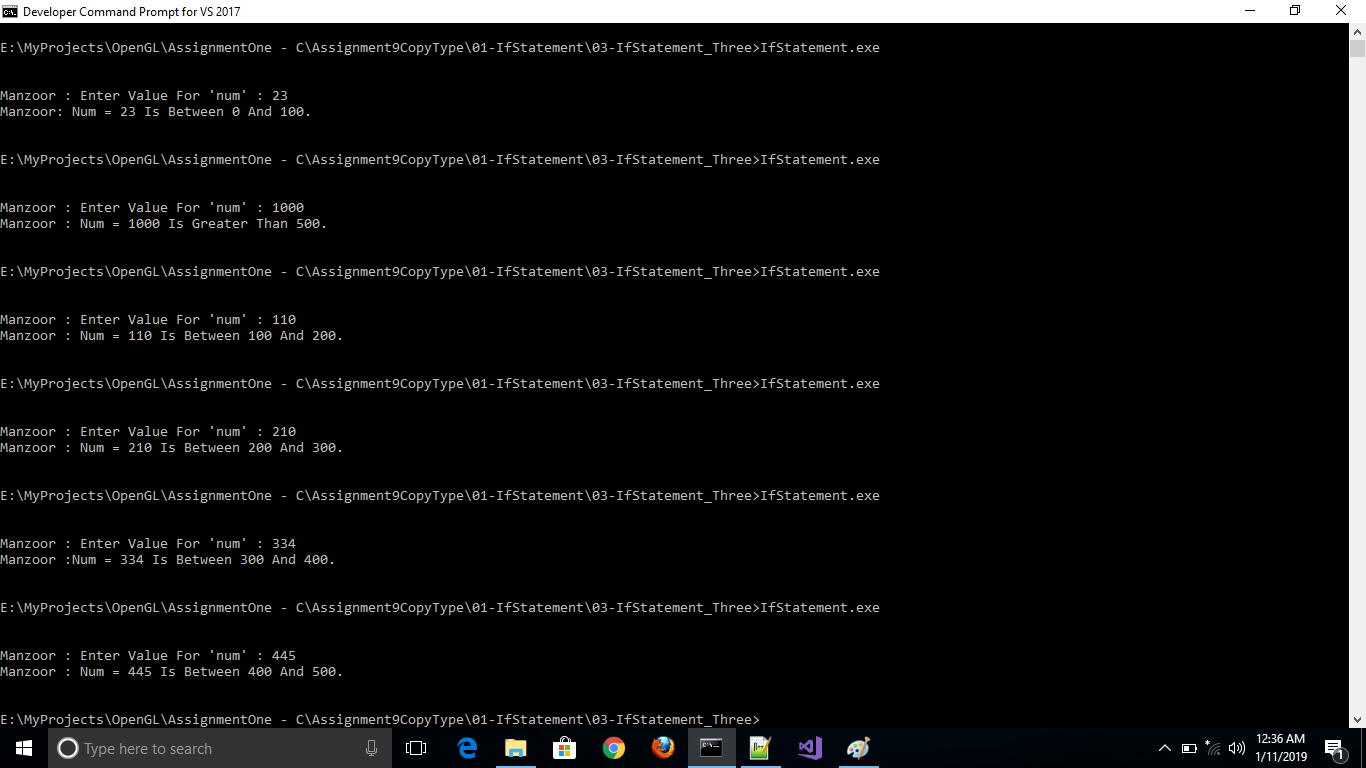 Developer Command Prompt for VS 2017
E:\MyProjects\OpenGL\AssignmentOne - C\Assignment9CopyType\01-IfStatement\03-IfStatement_Three>IfStatement.exe
Manzoor : Enter Value For 'num' : 23
Manzoor: Num = 23 Is Between 0 And 100.
E:\MyProjects\OpenGL\AssignmentOne - C\Assignment9CopyType\01-IfStatement\03-IfStatement_Three>IfStatement.exe
Manzoor : Enter Value For 'num' : 1000
Manzoor : Num = 1000 Is Greater Than 500.
E:\MyProjects\OpenGL\AssignmentOne - C\Assignment9CopyType\01-IfStatement\03-IfStatement_Three>IfStatement.exe
Manzoor : Enter Value For 'num' : 110
Manzoor : Num = 110 Is Between 100 And 200.
E:\MyProjects\OpenGL\AssignmentOne - C\Assignment9CopyType\01-IfStatement\03-IfStatement_Three>IfStatement.exe
Manzoor : Enter Value For 'num' : 210
Manzoor : Num = 210 Is Between 200 And 300.
E:\MyProjects\OpenGL\AssignmentOne - C\Assignment9CopyType\01-IfStatement\03-IfStatement_Three>IfStatement.exe
Manzoor : Enter Value For 'num' : 334
Manzoor :Num = 334 Is Between 300 And 400.
E:\MyProjects\OpenGL\AssignmentOne - C\Assignment9CopyType\01-IfStatement\03-IfStatement_Three>IfStatement.exe
Manzoor : Enter Value For 'num' : 445
Manzoor : Num = 445 Is Between 400 And 500.
E:\MyProjects\OpenGL\AssignmentOne - C\Assignment9CopyType\01-IfStatement\03-IfStatement_Three>
Type here to search
12:36 AM
1/11/2019
1